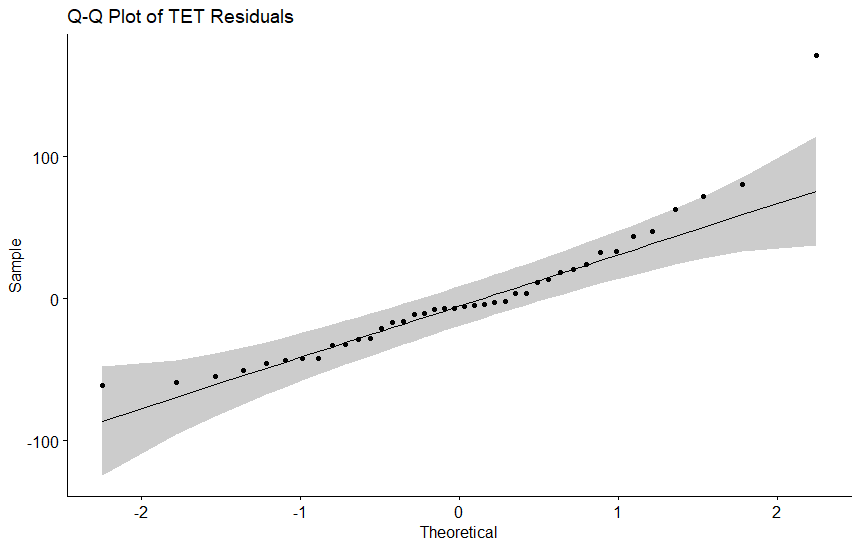 Q-Q Plot of TET Residuals
100
0
-100
Sample
-2
-1
0
1
2
Theoretical